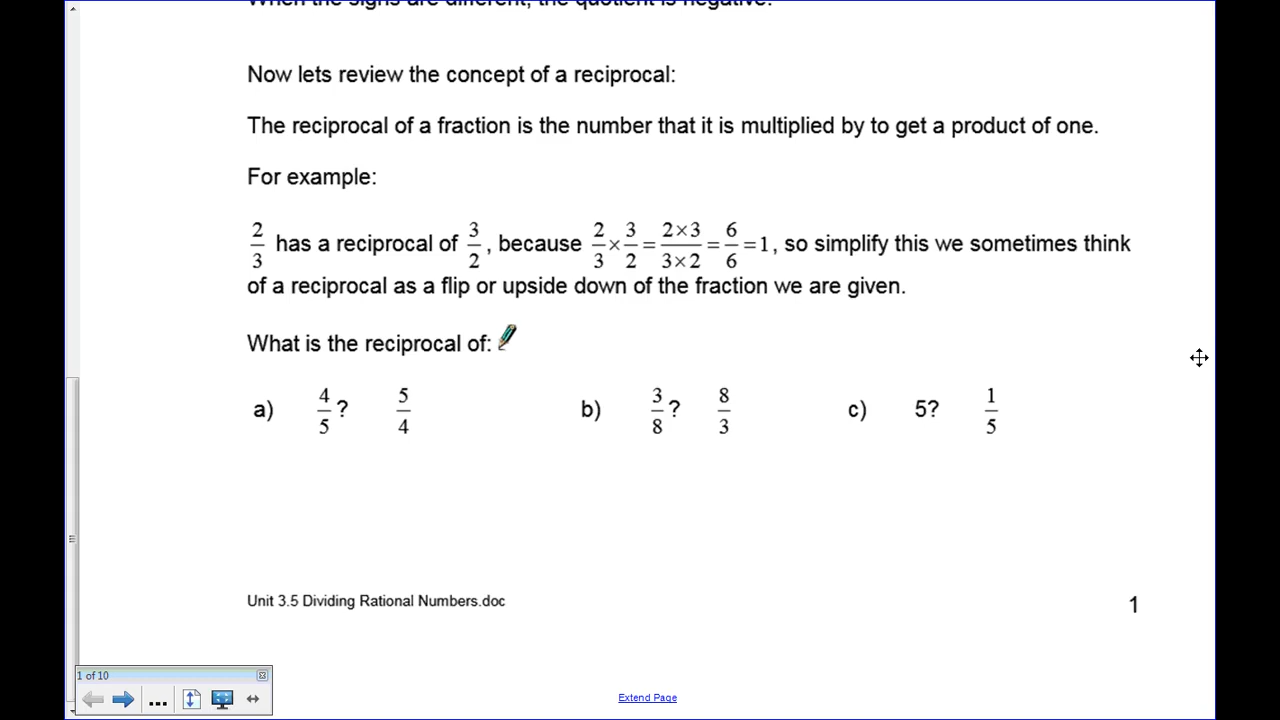 When the signs are different, the quotient is negative.
Now lets review the concept of a reciprocal:
The reciprocal of a fraction is the number that it is multiplied by to get a product of one.
For example:
2/3 has a reciprocal of 3/2, because 2/3 × 3/2 = (2×3)/(3×2) = 6/6 = 1, so simplify this we sometimes think
of a reciprocal as a flip or upside down of the fraction we are given.
What is the reciprocal of:
a) 4/5? 5/4 b) 3/8? 8/3 c) 5? 1/5
Unit 3.5 Dividing Rational Numbers.doc 1
1 of 10
Extend Page